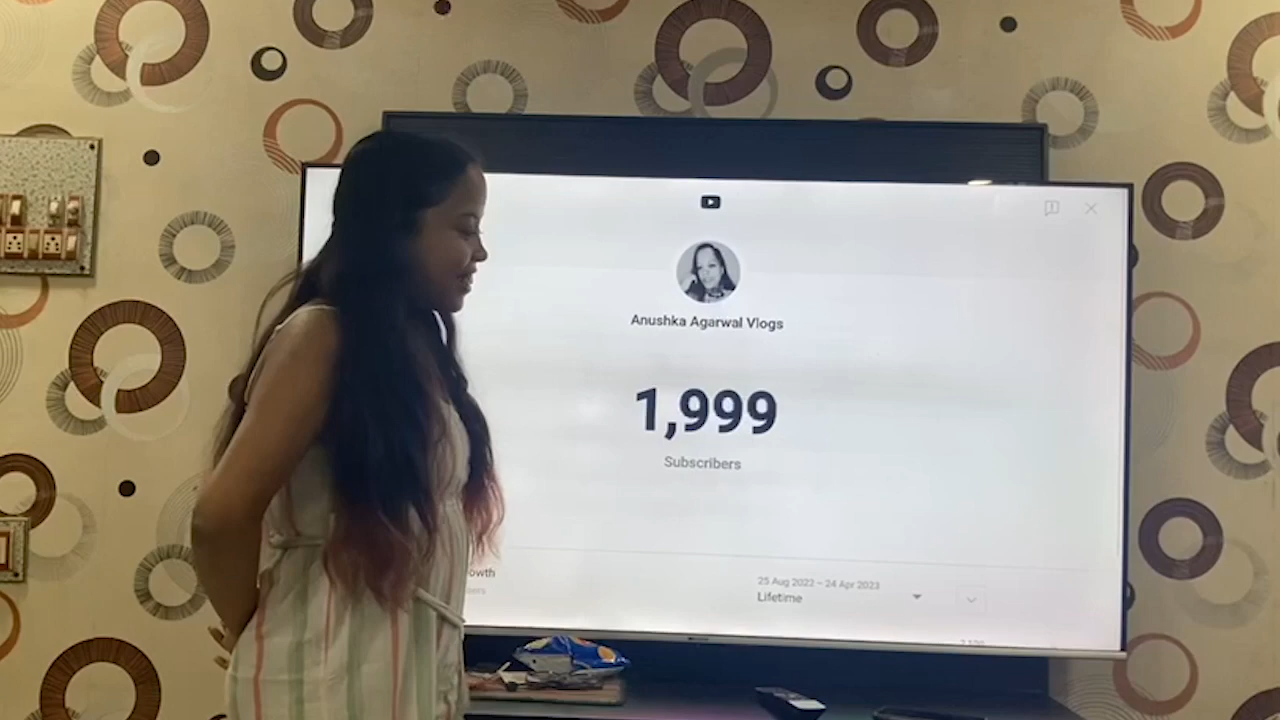 Anushka Agarwal Vlogs
1,999
Subscribers
owth
25 Aug 2022 – 24 Apr 2023
Lifetime